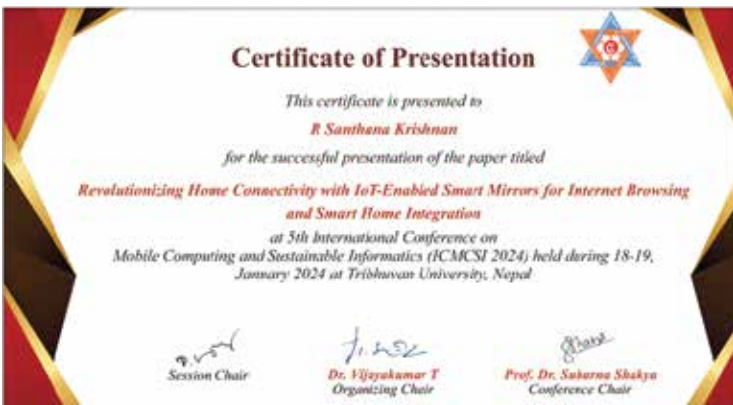 Certificate of Presentation
This certificate is presented to
R Santhana Krishnan
for the successful presentation of the paper titled
Revolutionizing Home Connectivity with IoT-Enabled Smart Mirrors for Internet Browsing
and Smart Home Integration
at 5th International Conference on
Mobile Computing and Sustainable Informatics (ICMCSI 2024) held during 18-19,
January 2024 at Tribhuvan University, Nepal
Session Chair
Dr. Vijayakumar T
Organizing Chair
Prof. Dr. Subarna Shakya
Conference Chair